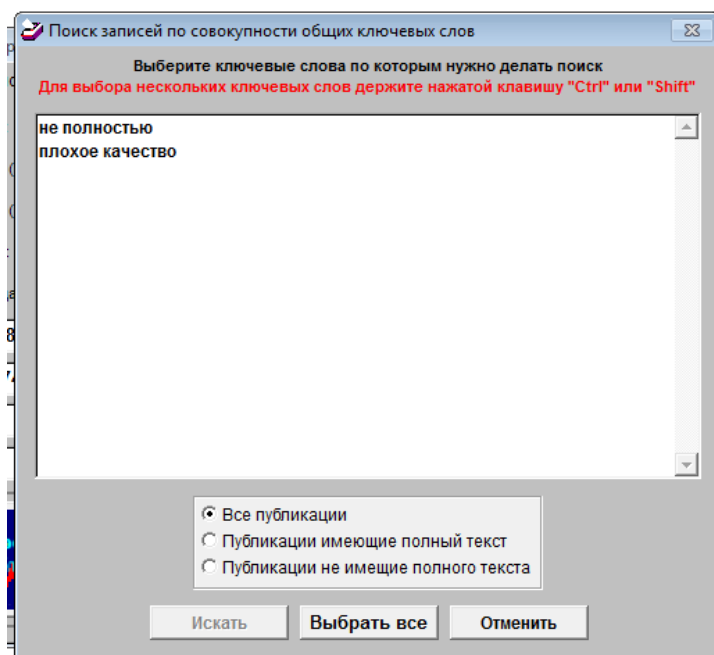 Поиск записей по совокупности общих ключевых слов
Выберите ключевые слова по которым нужно делать поиск
Для выбора нескольких ключевых слов держите нажатой клавишу "Ctrl" или "Shift"
не полностью
плохое качество
Все публикации
Публикации имеющие полный текст
Публикации не имещие полного текста
Искать
Выбрать все
Отменить